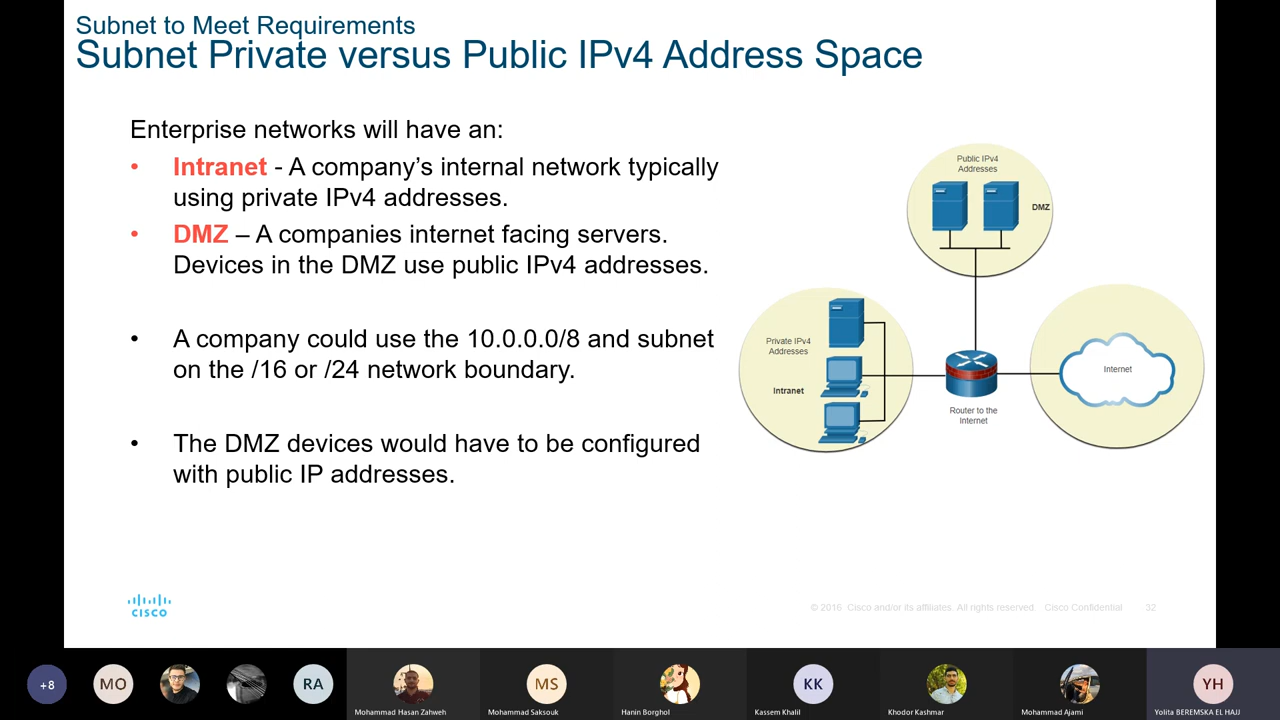 Subnet to Meet Requirements
Subnet Private versus Public IPv4 Address Space
Enterprise networks will have an:
• Intranet - A company’s internal network typically
using private IPv4 addresses.
• DMZ – A companies internet facing servers.
Devices in the DMZ use public IPv4 addresses.
• A company could use the 10.0.0.0/8 and subnet
on the /16 or /24 network boundary.
• The DMZ devices would have to be configured
with public IP addresses.
Public IPv4
Addresses
DMZ
Private IPv4
Addresses
Intranet
Router to the
Internet
Internet
CISCO
© 2016 Cisco and/or its affiliates. All rights reserved. Cisco Confidential 32
+8
MO
RA
MS
KK
YH
Mohammad Hasan Zahweh
Mohammad Saksouk
Hanin Borghol
Kassem Khalil
Khodor Kashmar
Mohammad Ajami
Yolita BEREMSKA EL HAJJ